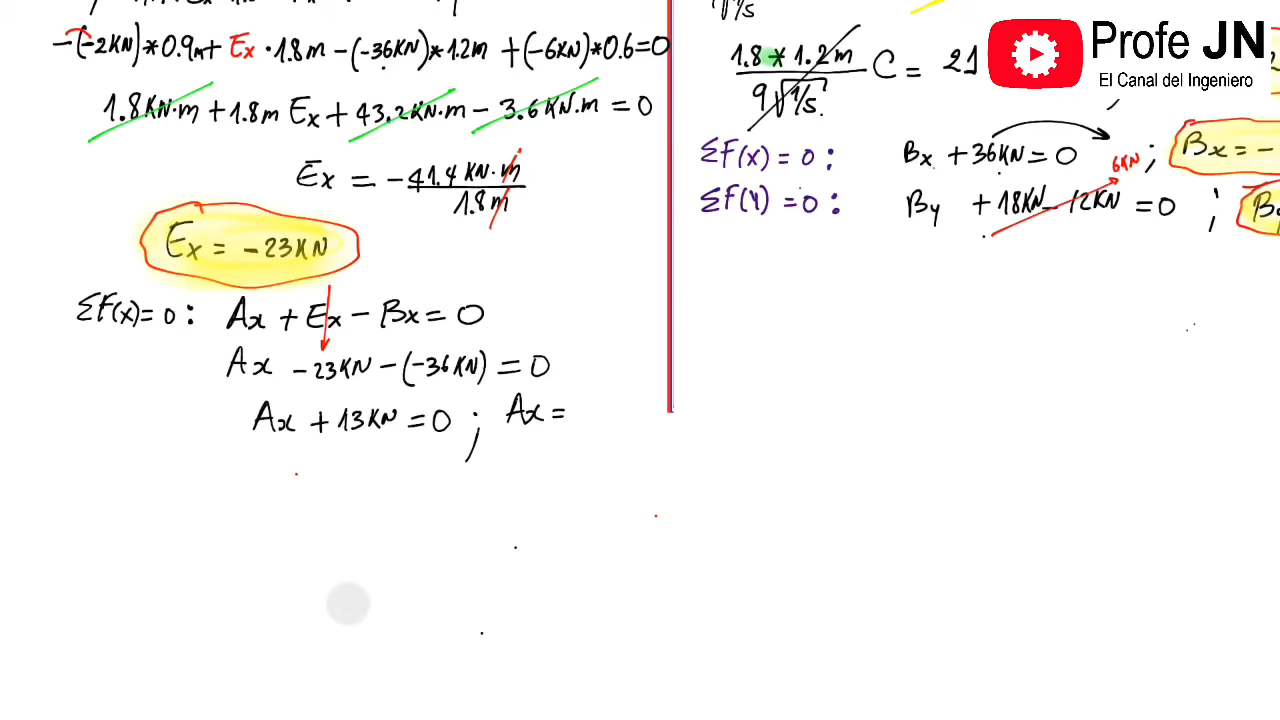 -(-2KN)*0.9m+ Ex · 1.8m -(-36KN)*1.2m +(-6KN)*0.6=0
1.8KN·m + 1.8m Ex + 43.2KN·m - 3.6KN·m = 0
Ex = -41.4 KN·m
1.8m
Ex = -23KN
ΣF(x)=0: Ax + Ex - Bx = 0
Ax -23KN -(-36KN) = 0
Ax + 13KN = 0 ; Ax =
1.8 * 1.2m C = 21
9√1/5.
ΣF(X)=0: Bx + 36KN = 0 ; Bx = -
6KN
ΣF(Y)=0: By + 18KN - 12KN = 0 ;
Profe JN
El Canal del Ingeniero